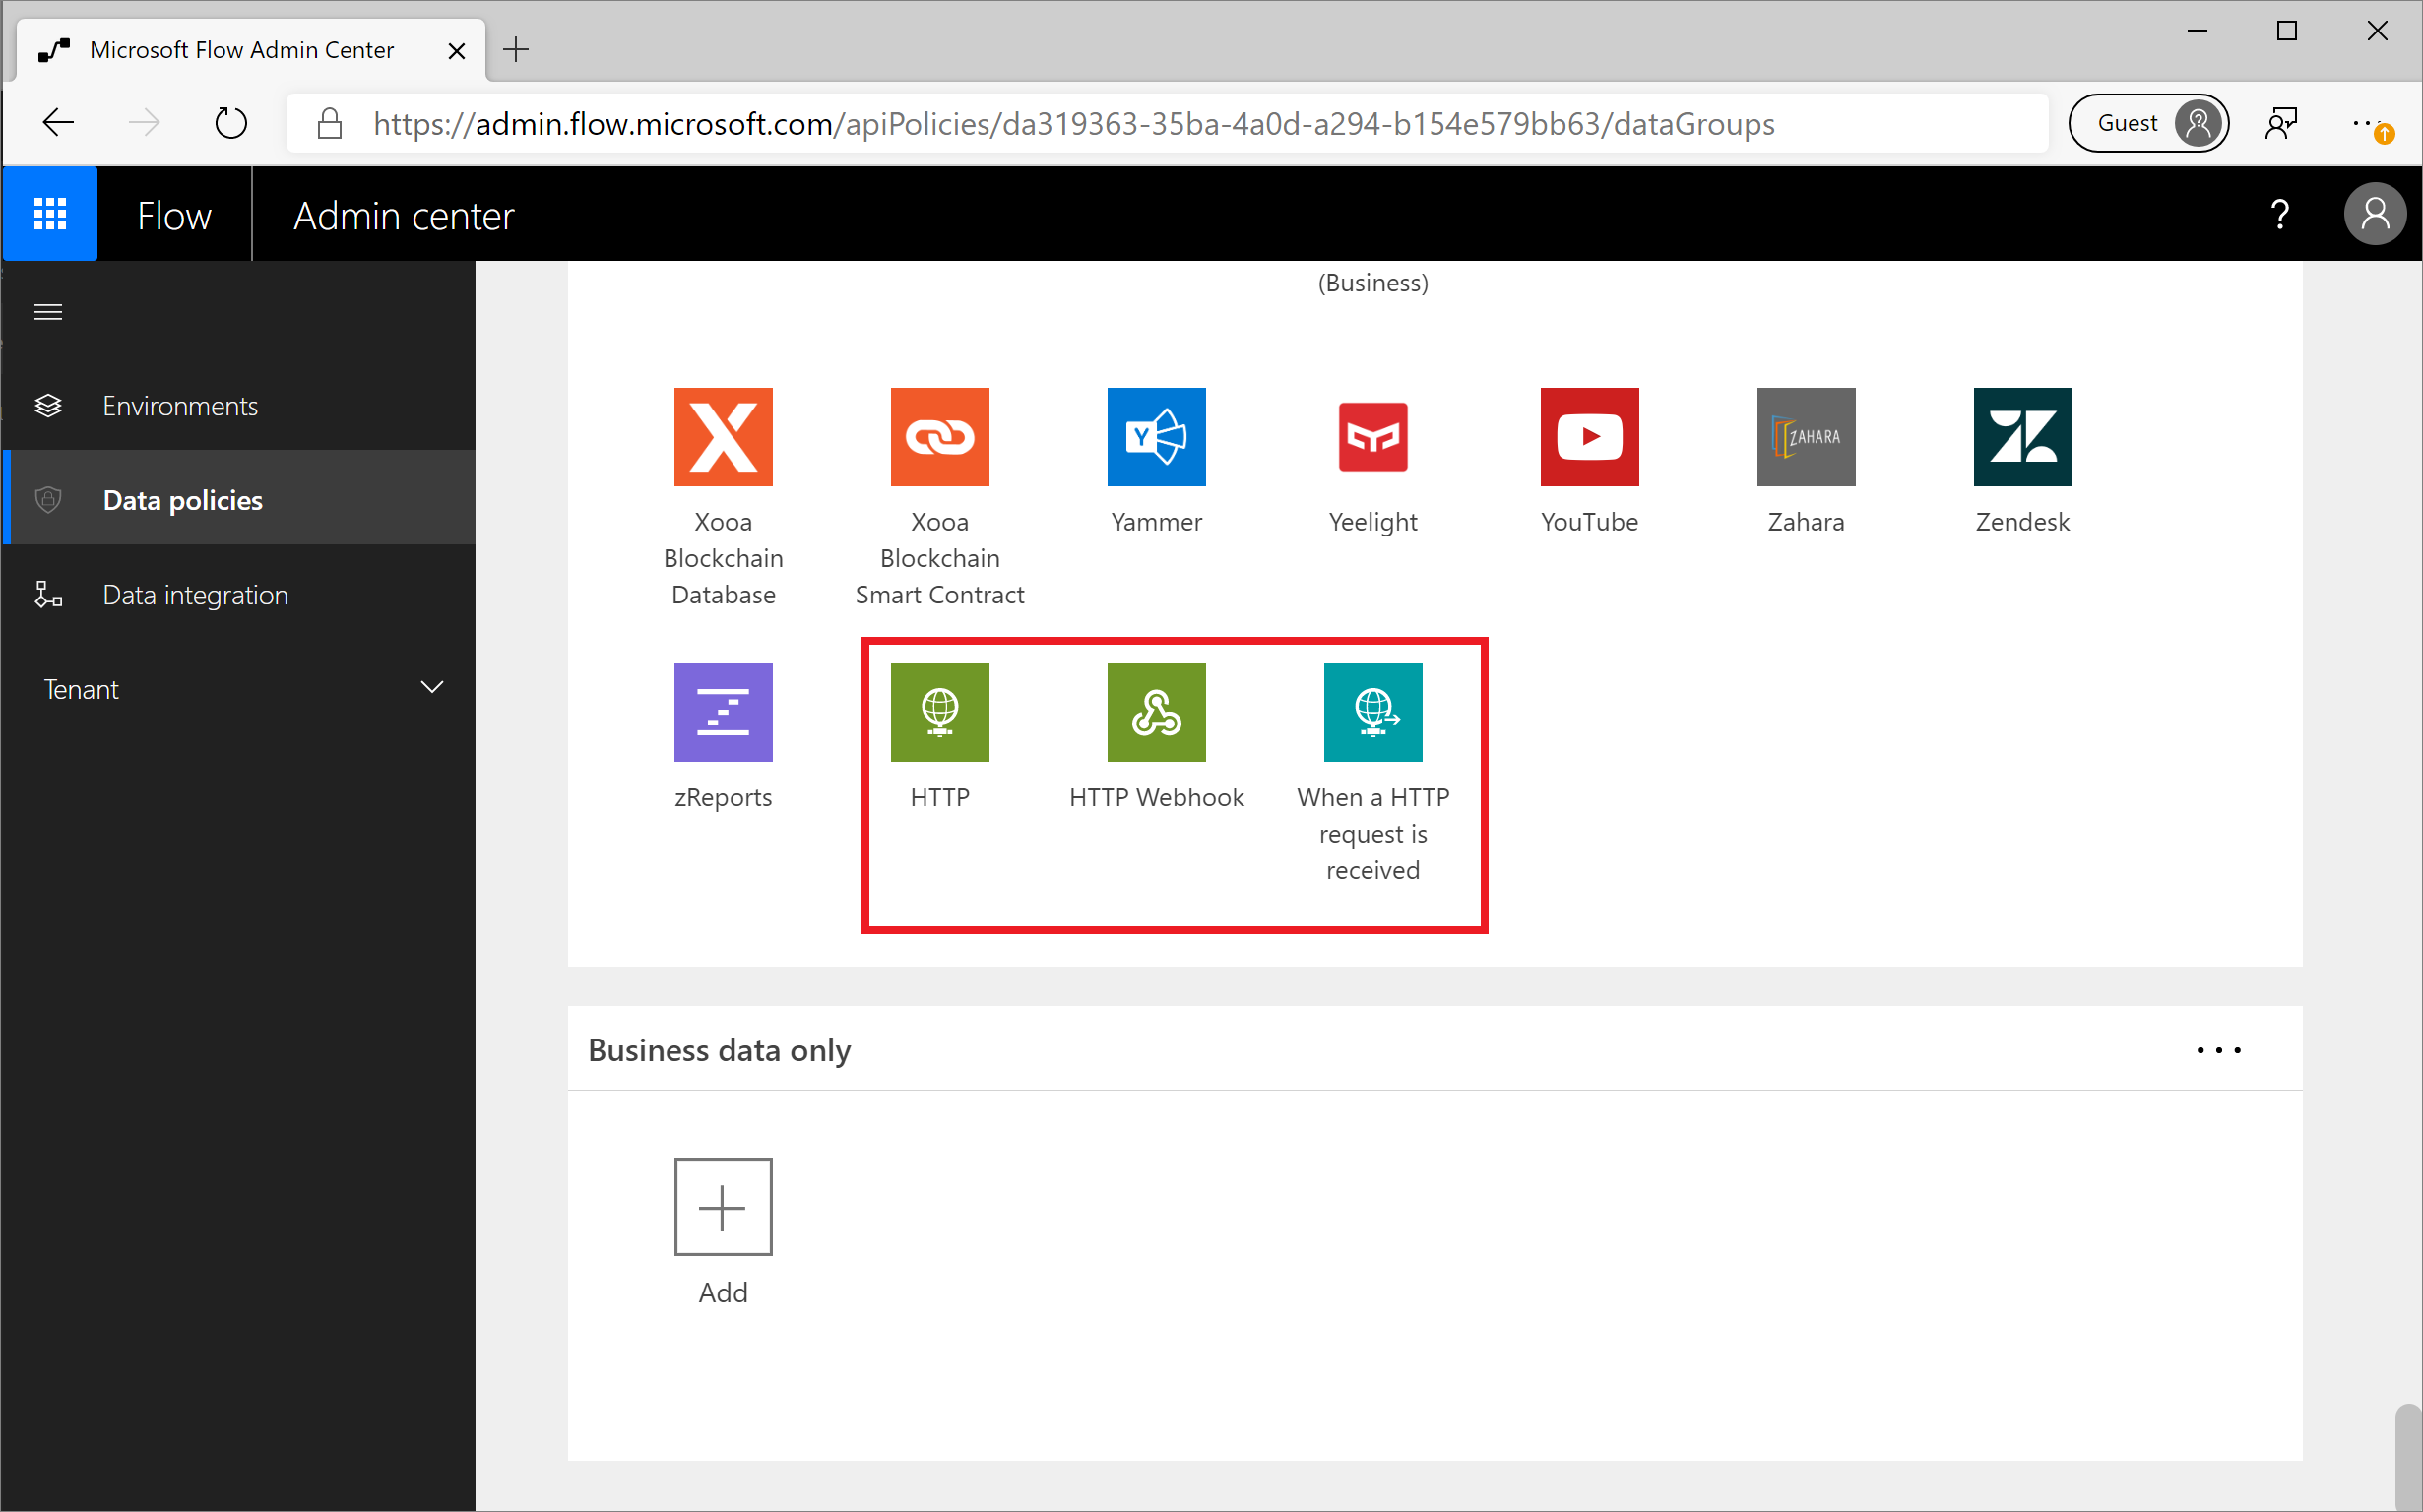 Microsoft Flow Admin Center
https://admin.flow.microsoft.com/apiPolicies/da319363-35ba-4a0d-a294-b154e579bb63/dataGroups
Guest
Flow
Admin center
?
Environments
Data policies
Data integration
Tenant
(Business)
Xooa
Blockchain
Database
Xooa
Blockchain
Smart Contract
Y
Yammer
Yeelight
YouTube
ZAHARA
Zahara
Zendesk
zReports
HTTP
HTTP Webhook
When a HTTP
request is
received
Business data only
Add